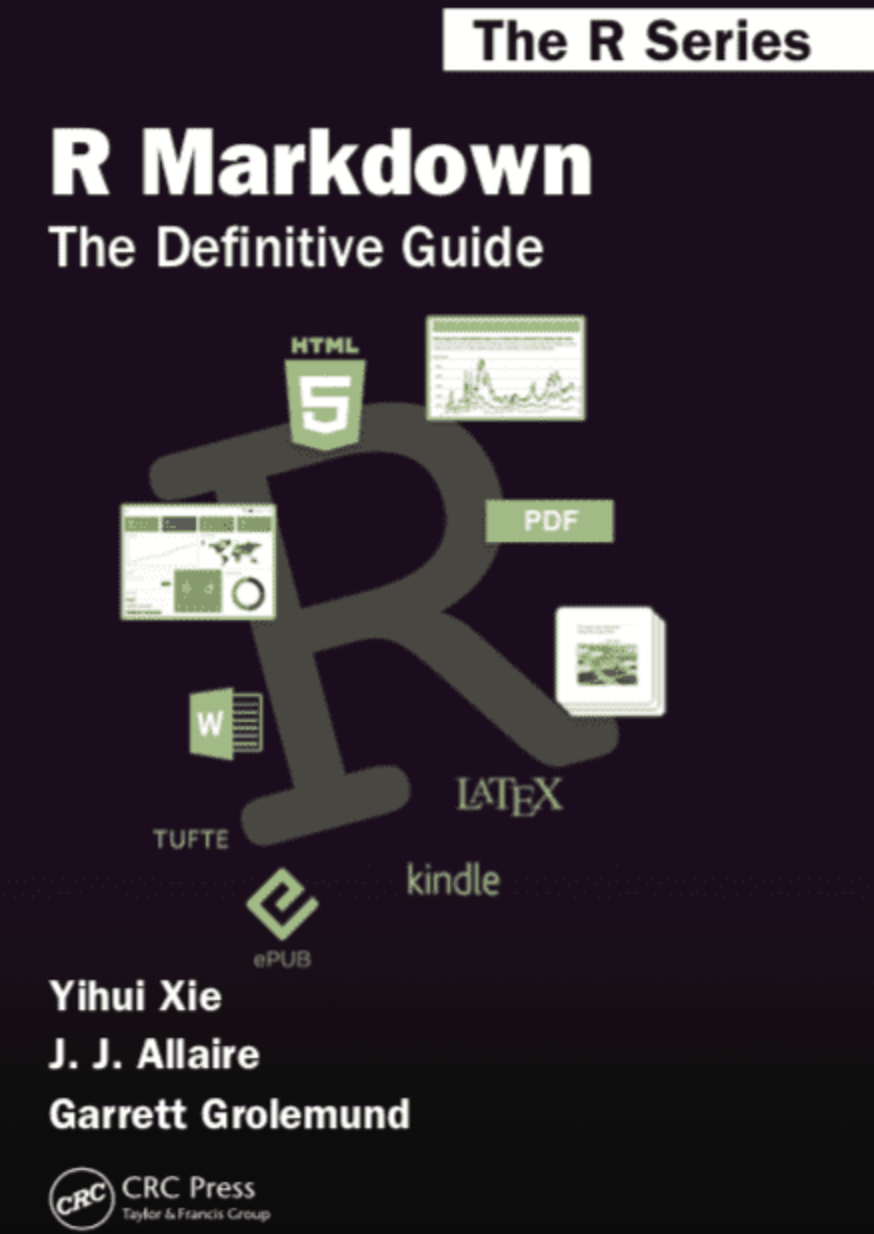 The R Series
R Markdown
The Definitive Guide
HTML
5
PDF
W
LATEX
TUFTE
kindle
ePUB
Yihui Xie
J. J. Allaire
Garrett Grolemund
CRC CRC Press
Taylor & Francis Group